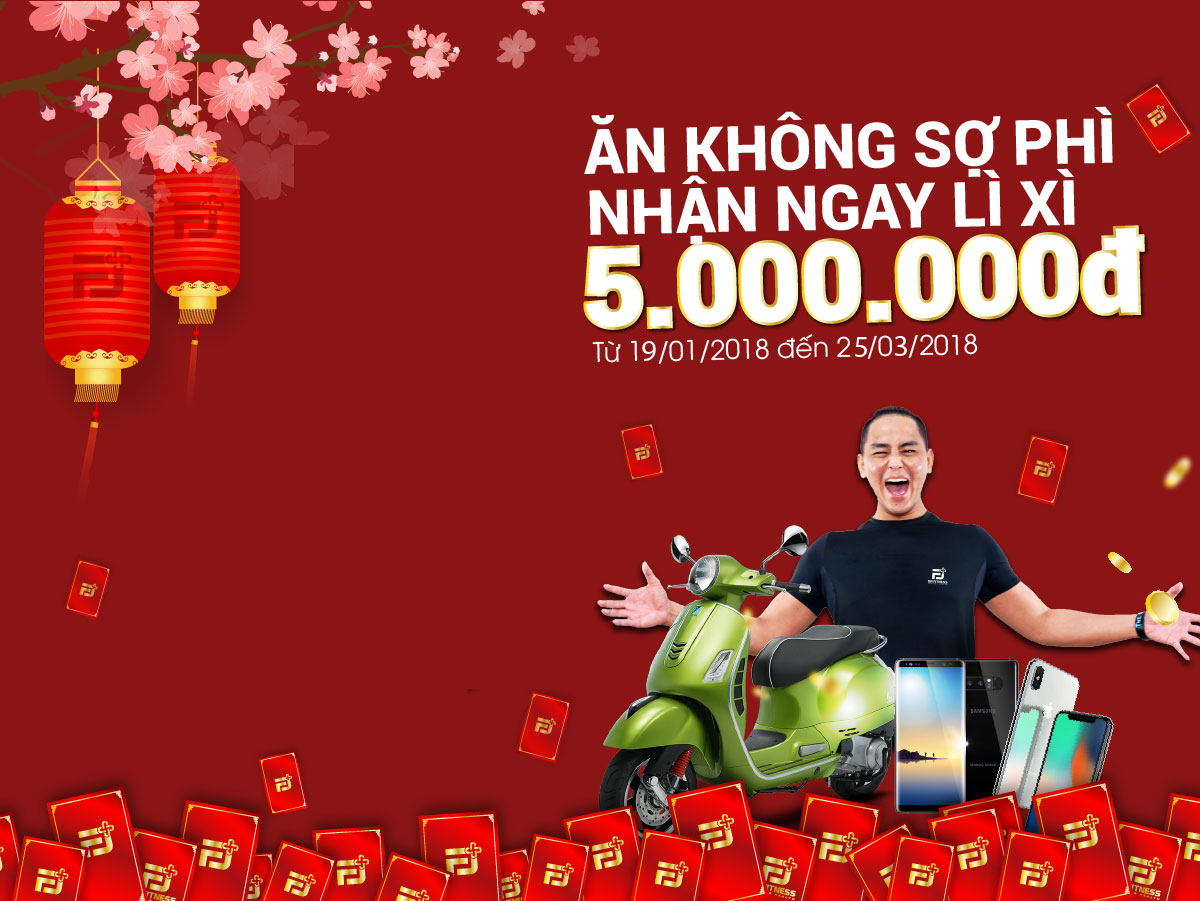 ĂN KHÔNG SỢ PHÌ
NHẬN NGAY LÌ XÌ
5.000.000đ
Từ 19/01/2018 đến 25/03/2018
SAMSUNG